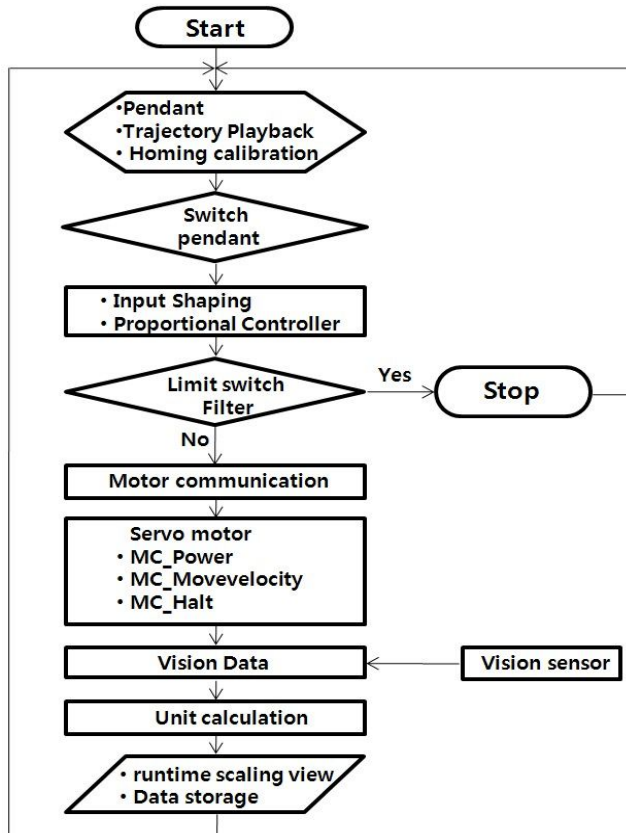 Start
•Pendant
•Trajectory Playback
• Homing calibration
Switch
pendant
• Input Shaping
• Proportional Controller
Limit switch
Filter
Yes
Stop
No
Motor communication
Servo motor
• MC_Power
• MC_Movevelocity
• MC_Halt
Vision Data
Vision sensor
Unit calculation
• runtime scaling view
• Data storage